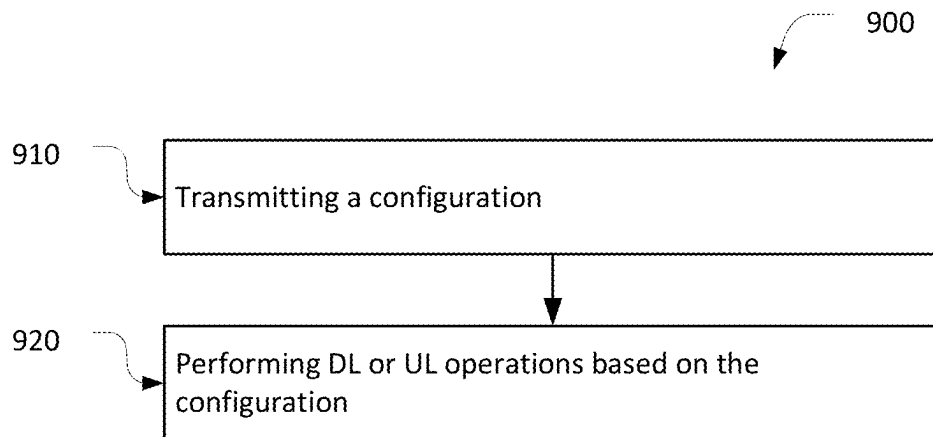 900
910
Transmitting a configuration
920
Performing DL or UL operations based on the
configuration